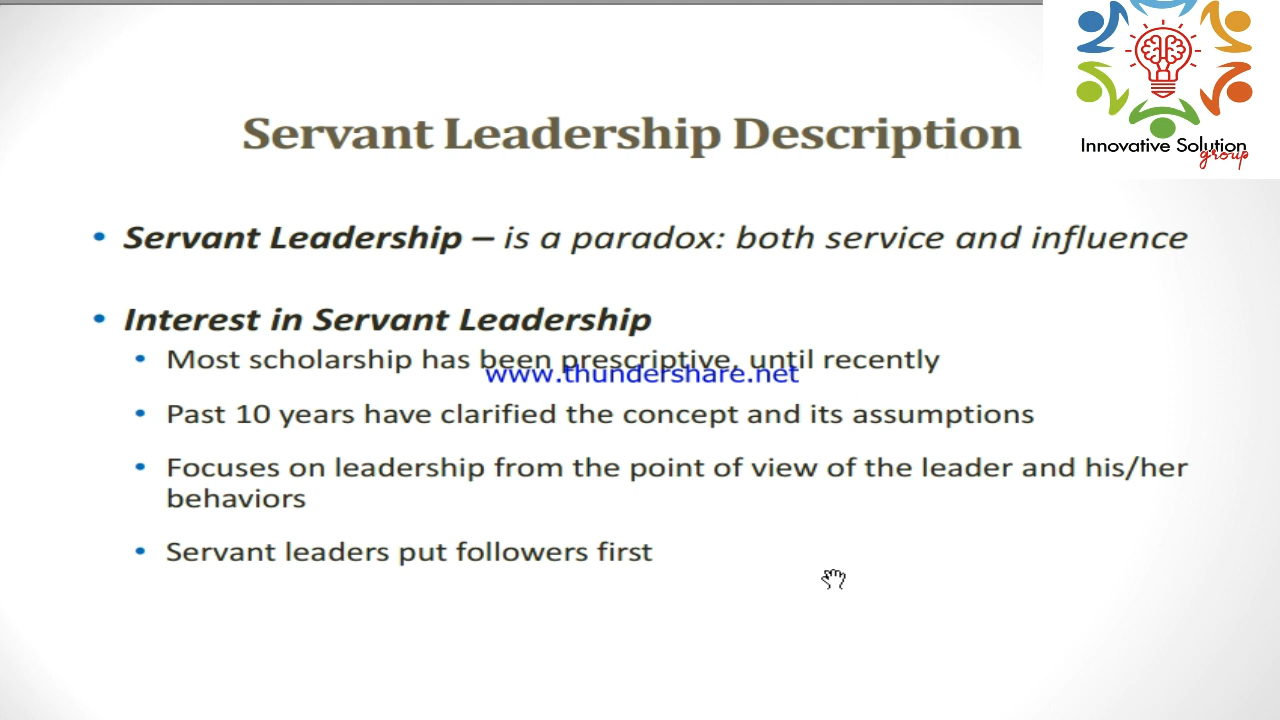 Innovative Solution
group
Servant Leadership Description
• Servant Leadership – is a paradox: both service and influence
• Interest in Servant Leadership
• Most scholarship has been prescriptive, until recently
www.thundershare.net
• Past 10 years have clarified the concept and its assumptions
• Focuses on leadership from the point of view of the leader and his/her
behaviors
• Servant leaders put followers first